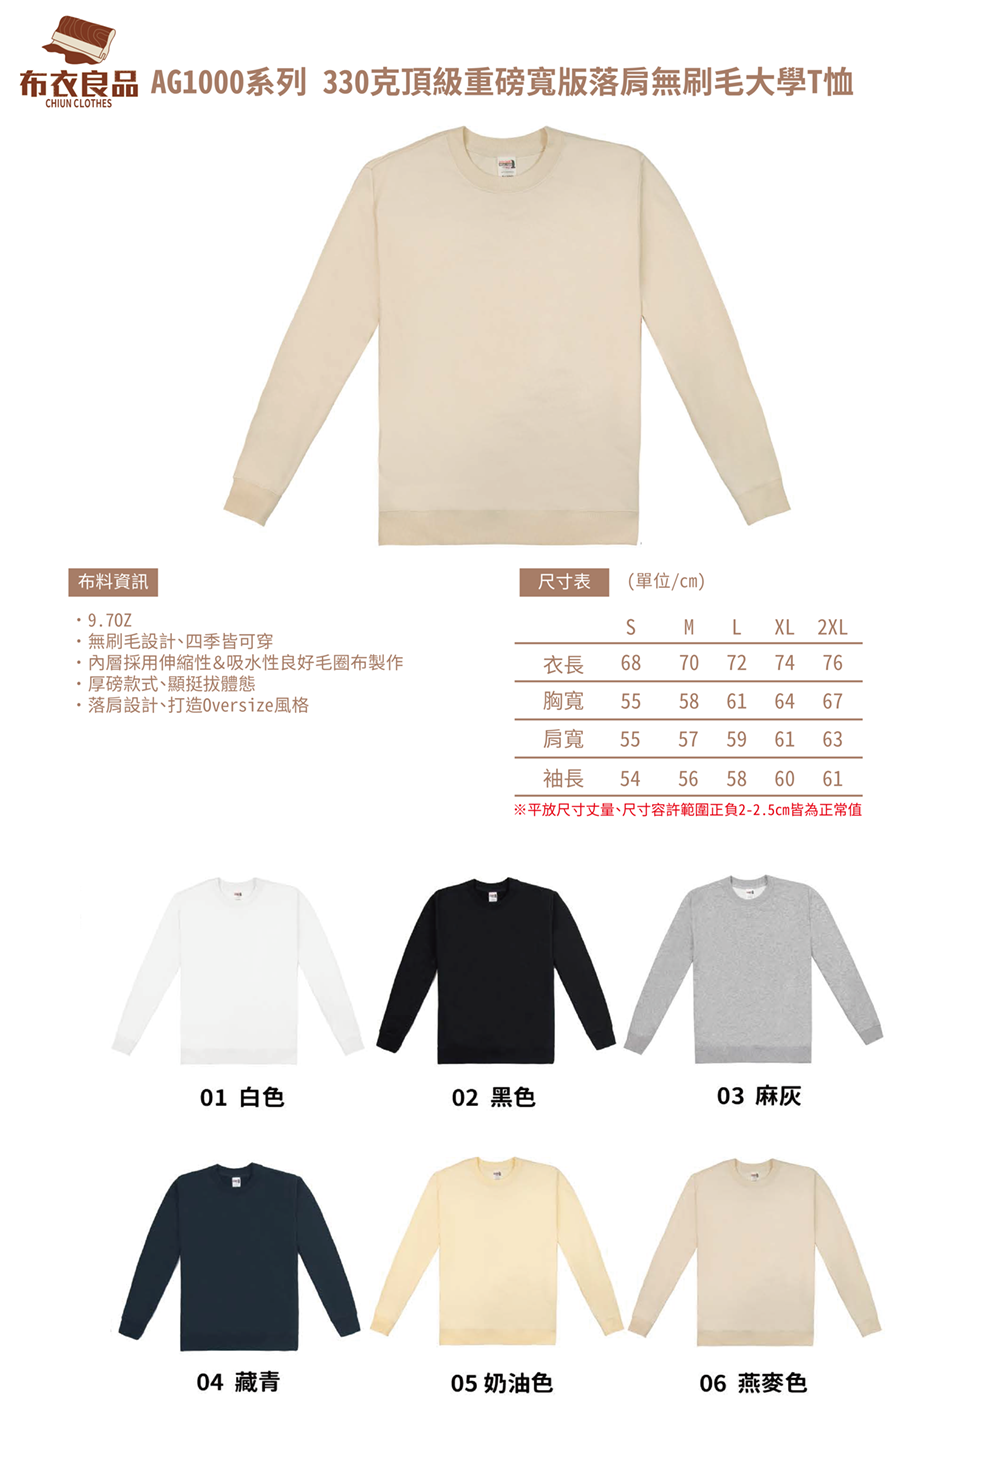 布衣良品
CHIUN CLOTHES
AG1000系列 330克頂級重磅寬版落肩無刷毛大學T恤
布料資訊
・9.7OZ
・無刷毛設計、四季皆可穿
・內層採用伸縮性&吸水性良好毛圈布製作
・厚磅款式、顯挺拔體態
・落肩設計、打造Oversize風格
尺寸表 (單位/cm)
S M L XL 2XL
衣長 68 70 72 74 76
胸寬 55 58 61 64 67
肩寬 55 57 59 61 63
袖長 54 56 58 60 61
※平放尺寸丈量、尺寸容許範圍正負2-2.5cm皆為正常值
01 白色
02 黑色
03 麻灰
04 藏青
05 奶油色
06 燕麥色